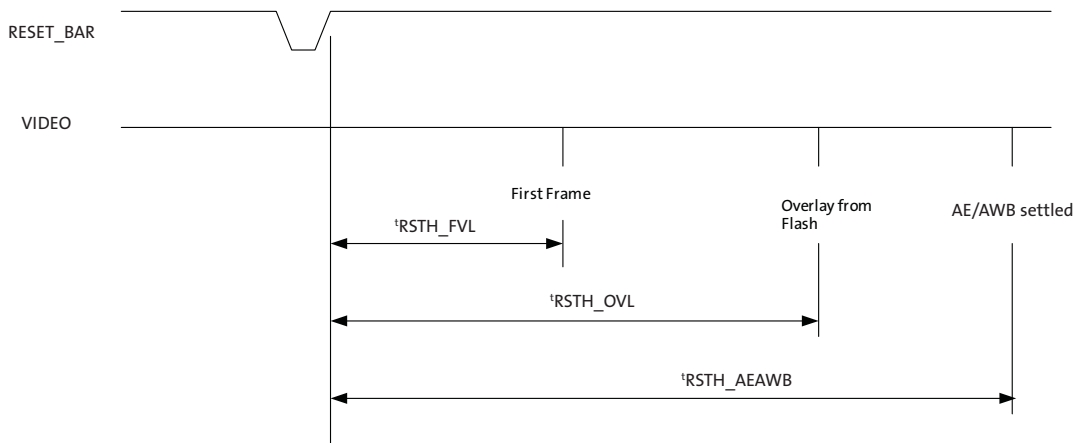 RESET_BAR
VIDEO
First Frame
Overlay from
Flash
AE/AWB settled
tRSTH_FVL
tRSTH_OVL
tRSTH_AEAWB